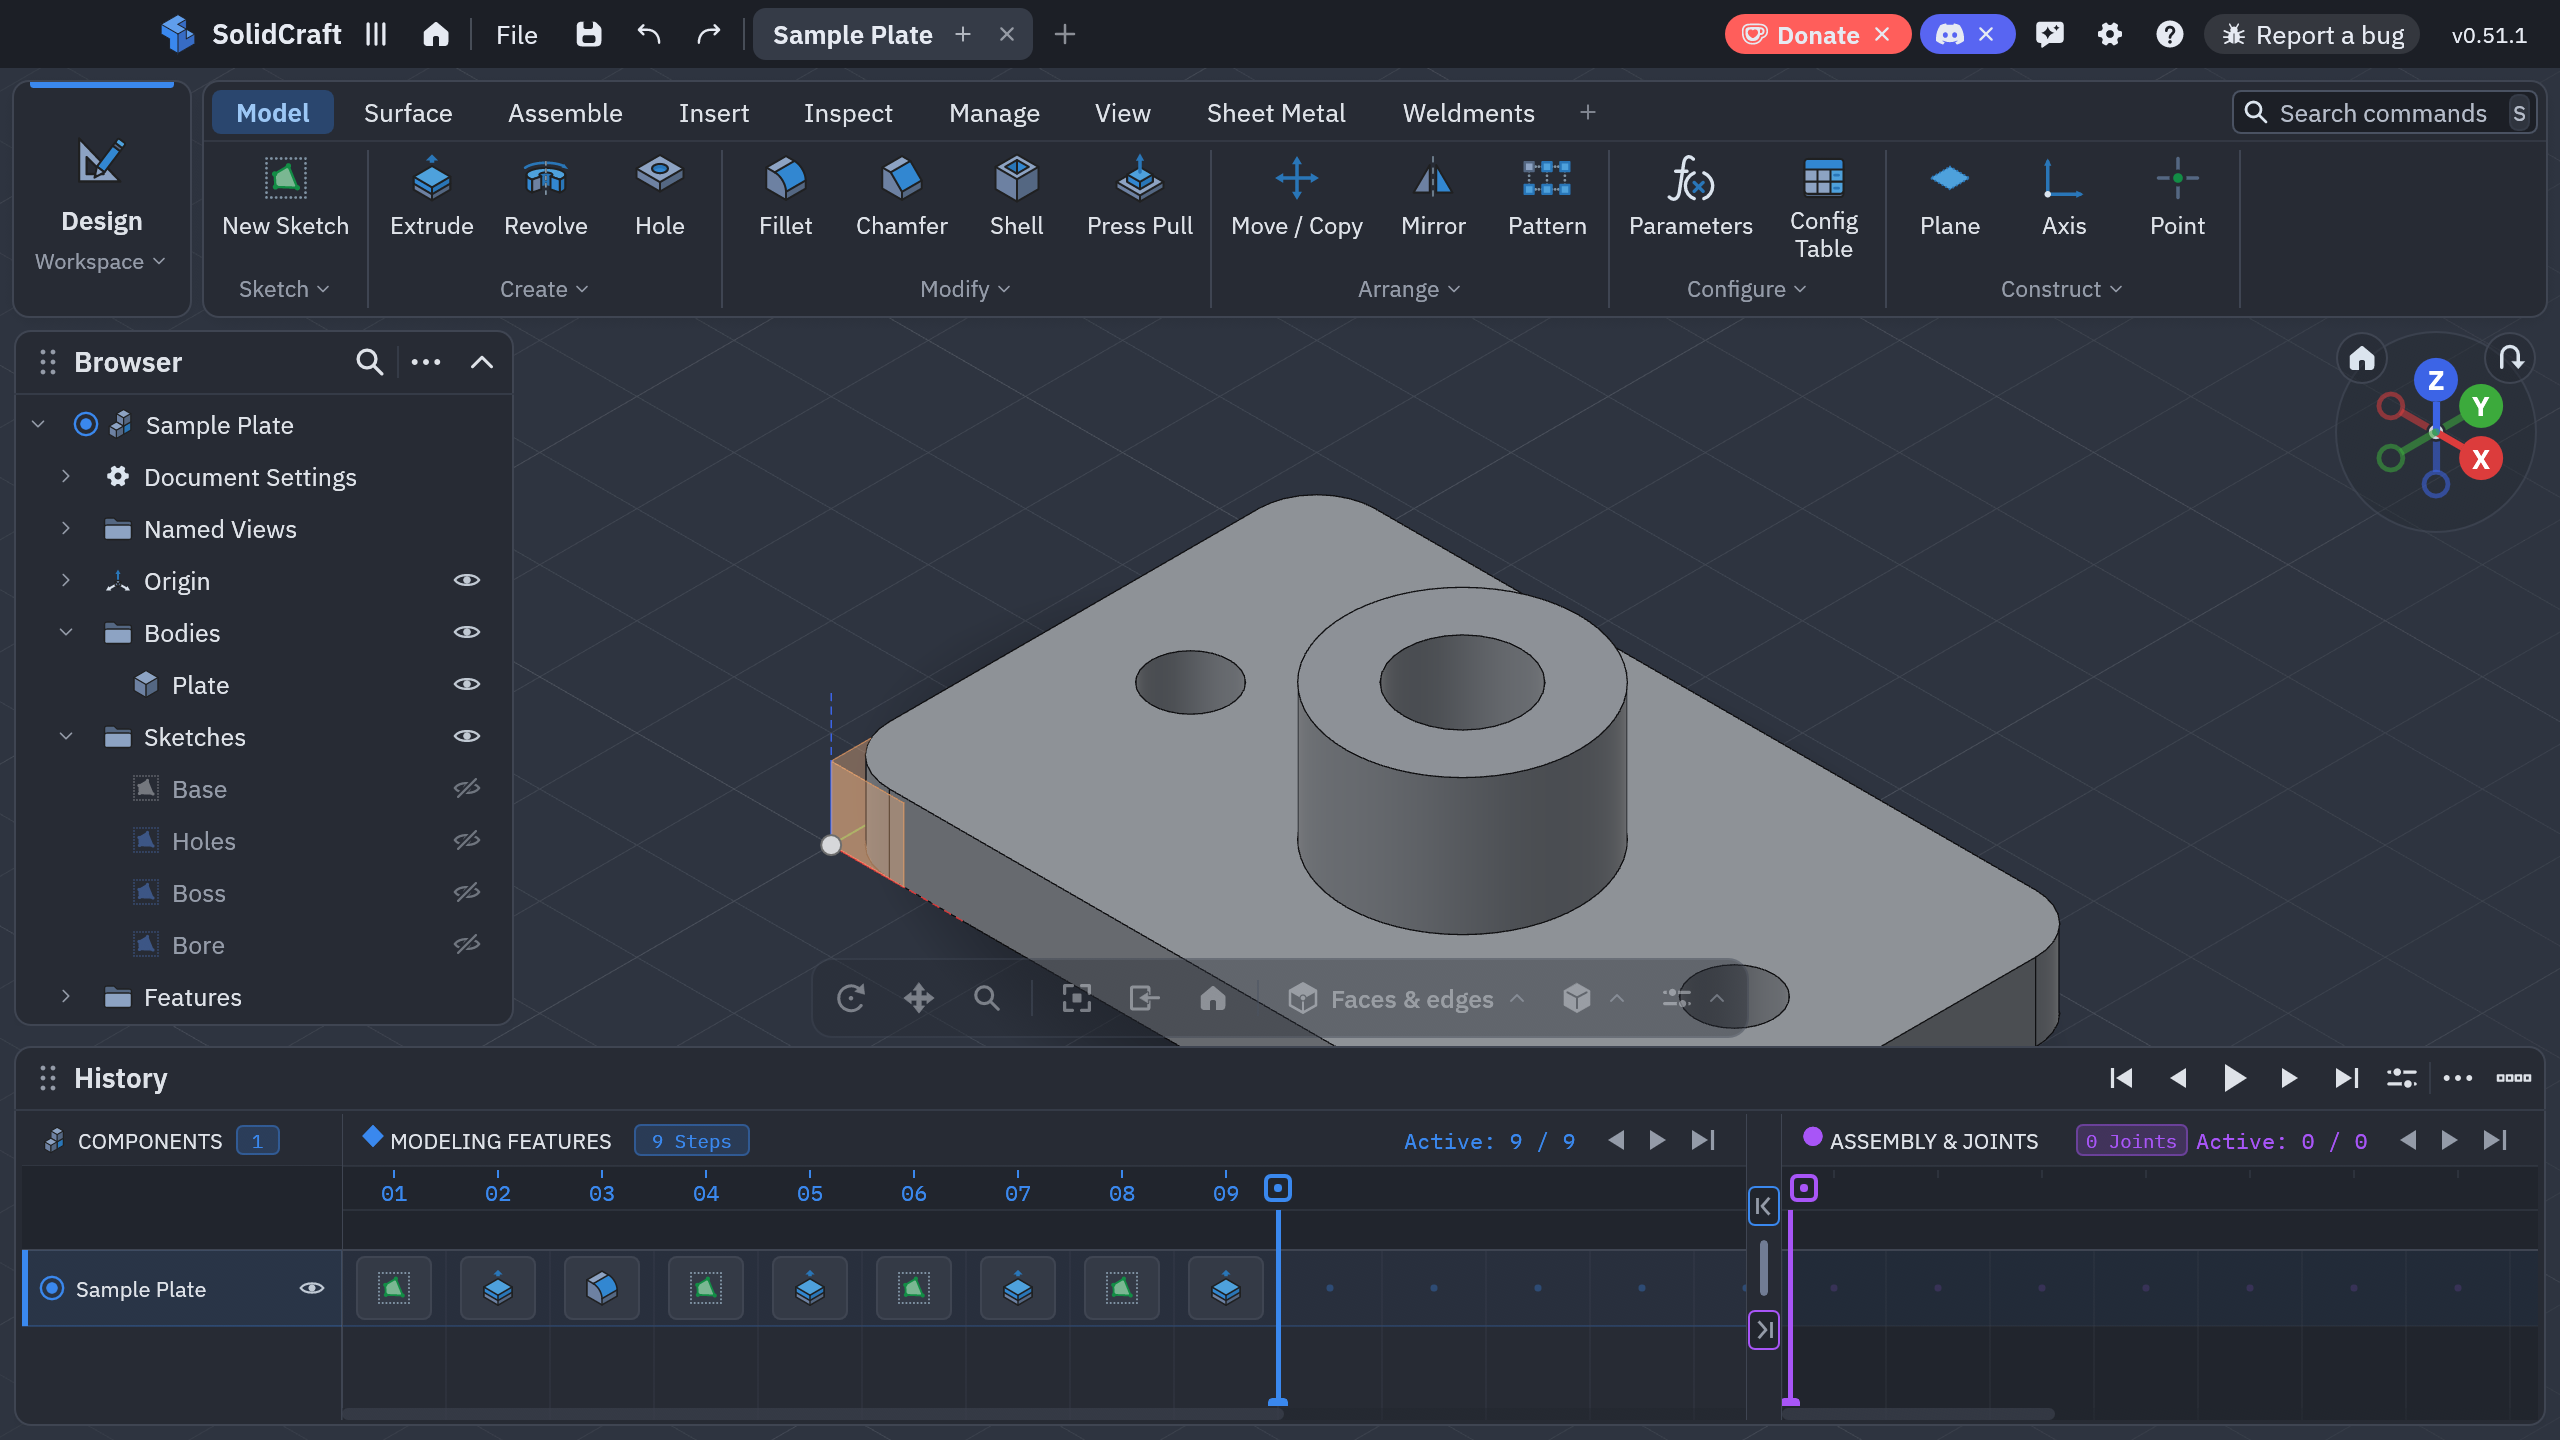 SolidCraft
File
Sample Plate
Donate
Report a bug
v0.51.1
Design
Workspace
Model
Surface
Assemble
Insert
Inspect
Manage
View
Sheet Metal
Weldments
Search commands
S
New Sketch
Extrude
Revolve
Hole
Fillet
Chamfer
Shell
Press Pull
Move / Copy
Mirror
Pattern
Parameters
Config
Table
Plane
Axis
Point
Sketch
Create
Modify
Arrange
Configure
Construct
Browser
Sample Plate
Document Settings
Named Views
Origin
Bodies
Plate
Sketches
Base
Holes
Boss
Bore
Features
Z
Y
X
Faces & edges
History
COMPONENTS
1
MODELING FEATURES
9 Steps
Active: 9 / 9
ASSEMBLY & JOINTS
0 Joints
Active: 0 / 0
01
02
03
04
05
06
07
08
09
Sample Plate